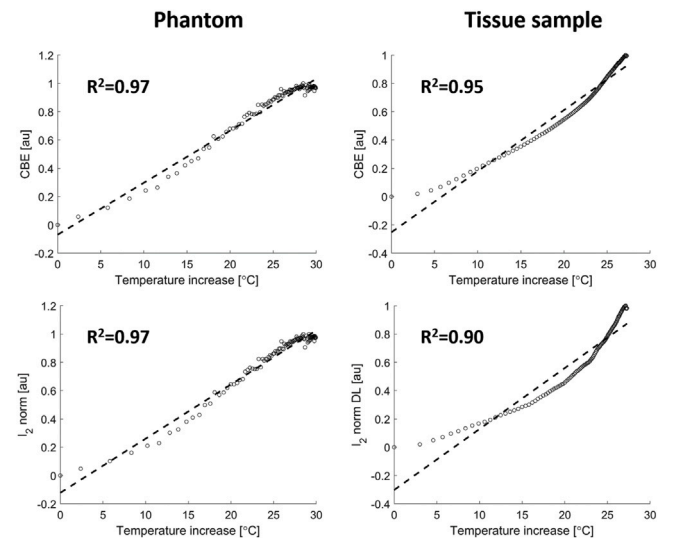 Phantom
Tissue sample
1.2
1
0.8
0.6
0.4
0.2
0
-0.2
CBE [au]
R²=0.97
0 5 10 15 20 25 30
Temperature increase [°C]
1
0.8
0.6
0.4
0.2
0
-0.2
-0.4
CBE [au]
R²=0.95
0 5 10 15 20 25 30
Temperature increase [°C]
1.2
1
0.8
0.6
0.4
0.2
0
-0.2
l₂ norm [au]
R²=0.97
0 5 10 15 20 25 30
Temperature increase [°C]
1
0.8
0.6
0.4
0.2
0
-0.2
-0.4
l₂ norm DL [au]
R²=0.90
0 5 10 15 20 25 30
Temperature increase [°C]